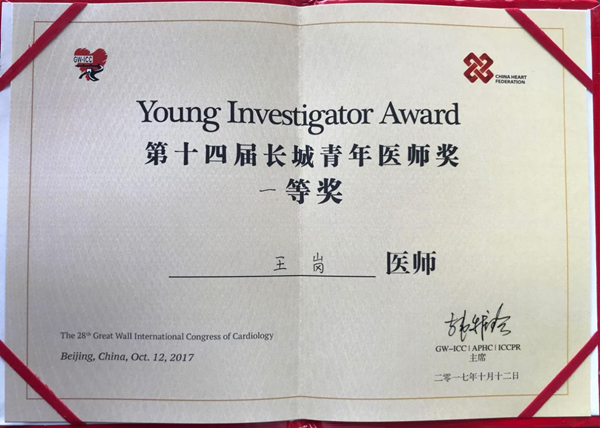 GW-ICC
CHINA HEART
FEDERATION
Young Investigator Award
第十四届长城青年医师奖
一等奖
王岗 医师
The 28th Great Wall International Congress of Cardiology
Beijing, China, Oct. 12, 2017
GW-ICC | APHC | ICCPR
主席
二零一七年十月十二日